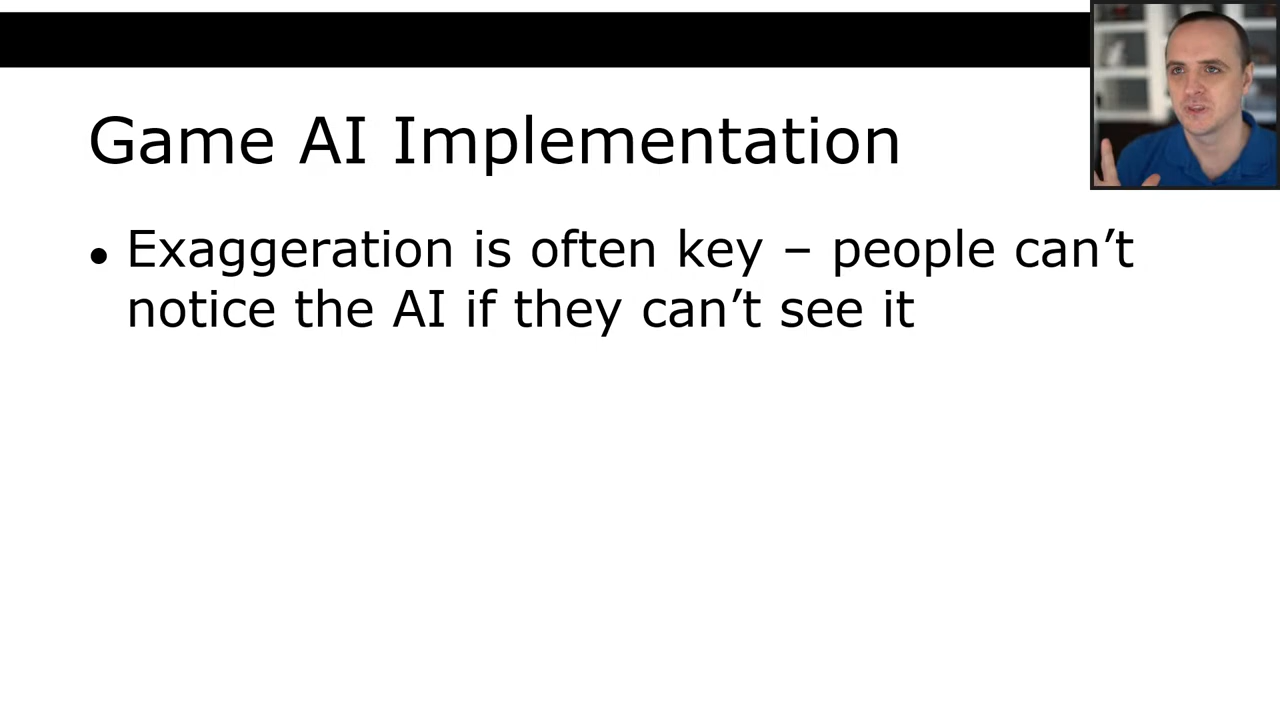 Game AI Implementation
• Exaggeration is often key – people can’t
notice the AI if they can’t see it